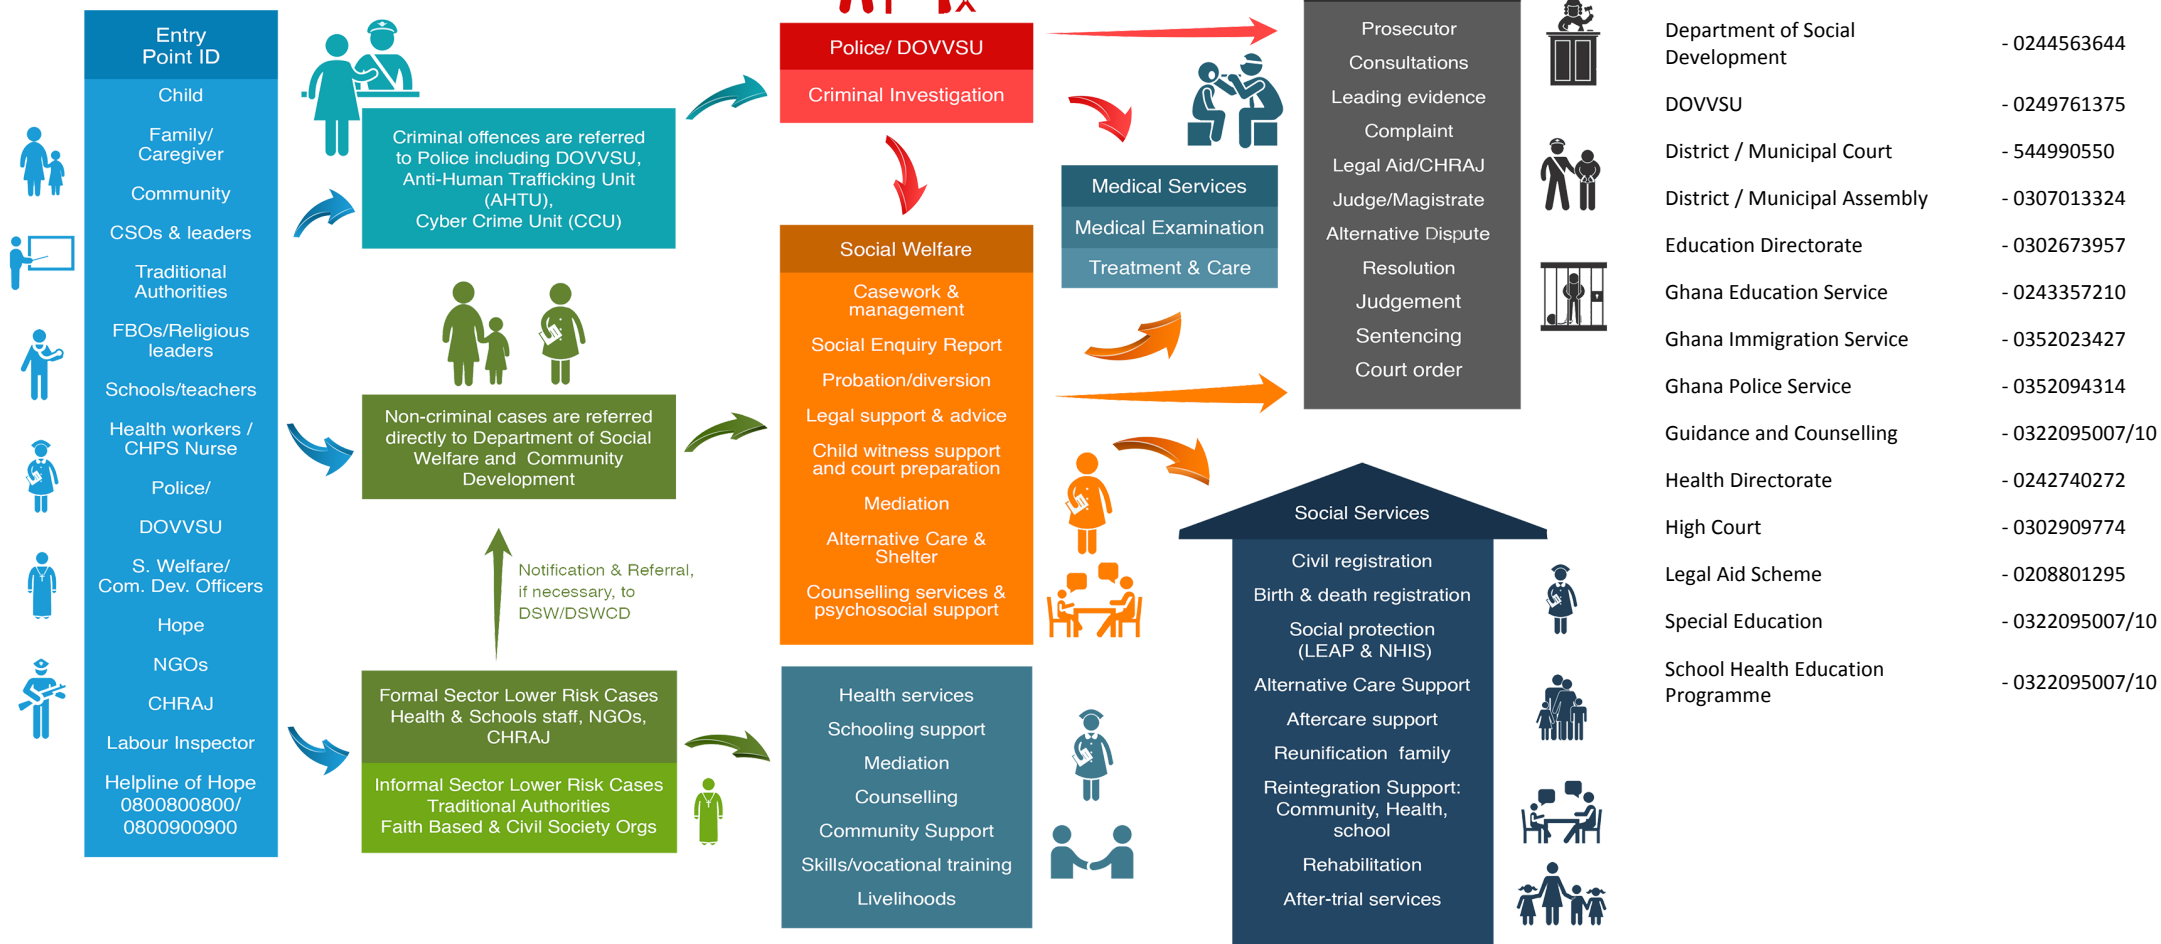 Entry
Point ID
Child
Family/
Caregiver
Community
CSOs & leaders
Traditional
Authorities
FBOs/Religious
leaders
Schools/teachers
Health workers /
CHPS Nurse
Police/
DOVVSU
S. Welfare/
Com. Dev. Officers
Hope
NGOs
CHRAJ
Labour Inspector
Helpline of Hope
0800800800/
0800900900
Criminal offences are referred
to Police including DOVVSU,
Anti-Human Trafficking Unit
(AHTU),
Cyber Crime Unit (CCU)
Non-criminal cases are referred
directly to Department of Social
Welfare and Community
Development
Notification & Referral,
if necessary, to
DSW/DSWCD
Formal Sector Lower Risk Cases
Health & Schools staff, NGOs,
CHRAJ
Informal Sector Lower Risk Cases
Traditional Authorities
Faith Based & Civil Society Orgs
Police/ DOVVSU
Criminal Investigation
Social Welfare
Casework &
management
Social Enquiry Report
Probation/diversion
Legal support & advice
Child witness support
and court preparation
Mediation
Alternative Care &
Shelter
Counselling services &
psychosocial support
Health services
Schooling support
Mediation
Counselling
Community Support
Skills/vocational training
Livelihoods
Medical Services
Medical Examination
Treatment & Care
Prosecutor
Consultations
Leading evidence
Complaint
Legal Aid/CHRAJ
Judge/Magistrate
Alternative Dispute
Resolution
Judgement
Sentencing
Court order
Social Services
Civil registration
Birth & death registration
Social protection
(LEAP & NHIS)
Alternative Care Support
Aftercare support
Reunification family
Reintegration Support:
Community, Health,
school
Rehabilitation
After-trial services
Department of Social
Development - 0244563644
DOVVSU - 0249761375
District / Municipal Court - 544990550
District / Municipal Assembly - 0307013324
Education Directorate - 0302673957
Ghana Education Service - 0243357210
Ghana Immigration Service - 0352023427
Ghana Police Service - 0352094314
Guidance and Counselling - 0322095007/10
Health Directorate - 0242740272
High Court - 0302909774
Legal Aid Scheme - 0208801295
Special Education - 0322095007/10
School Health Education
Programme - 0322095007/10